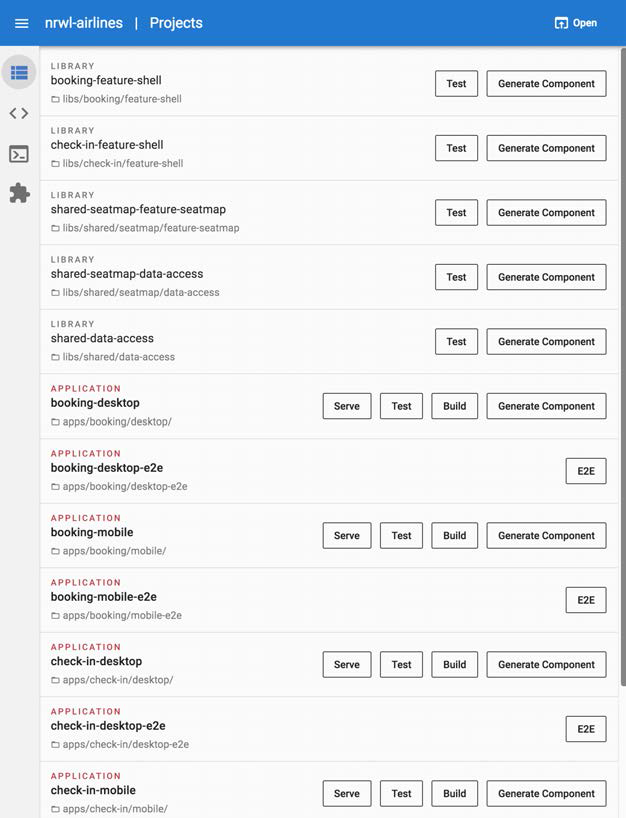 nrwl-airlines | Projects Open
LIBRARY
booking-feature-shell
libs/booking/feature-shell
Test Generate Component
LIBRARY
check-in-feature-shell
libs/check-in/feature-shell
Test Generate Component
LIBRARY
shared-seatmap-feature-seatmap
libs/shared/seatmap/feature-seatmap
Test Generate Component
LIBRARY
shared-seatmap-data-access
libs/shared/seatmap/data-access
Test Generate Component
LIBRARY
shared-data-access
libs/shared/data-access
Test Generate Component
APPLICATION
booking-desktop
apps/booking/desktop/
Serve Test Build Generate Component
APPLICATION
booking-desktop-e2e
apps/booking/desktop-e2e
E2E
APPLICATION
booking-mobile
apps/booking/mobile/
Serve Test Build Generate Component
APPLICATION
booking-mobile-e2e
apps/booking/mobile-e2e
E2E
APPLICATION
check-in-desktop
apps/check-in/desktop/
Serve Test Build Generate Component
APPLICATION
check-in-desktop-e2e
apps/check-in/desktop-e2e
E2E
APPLICATION
check-in-mobile
apps/check-in/mobile/
Serve Test Build Generate Component